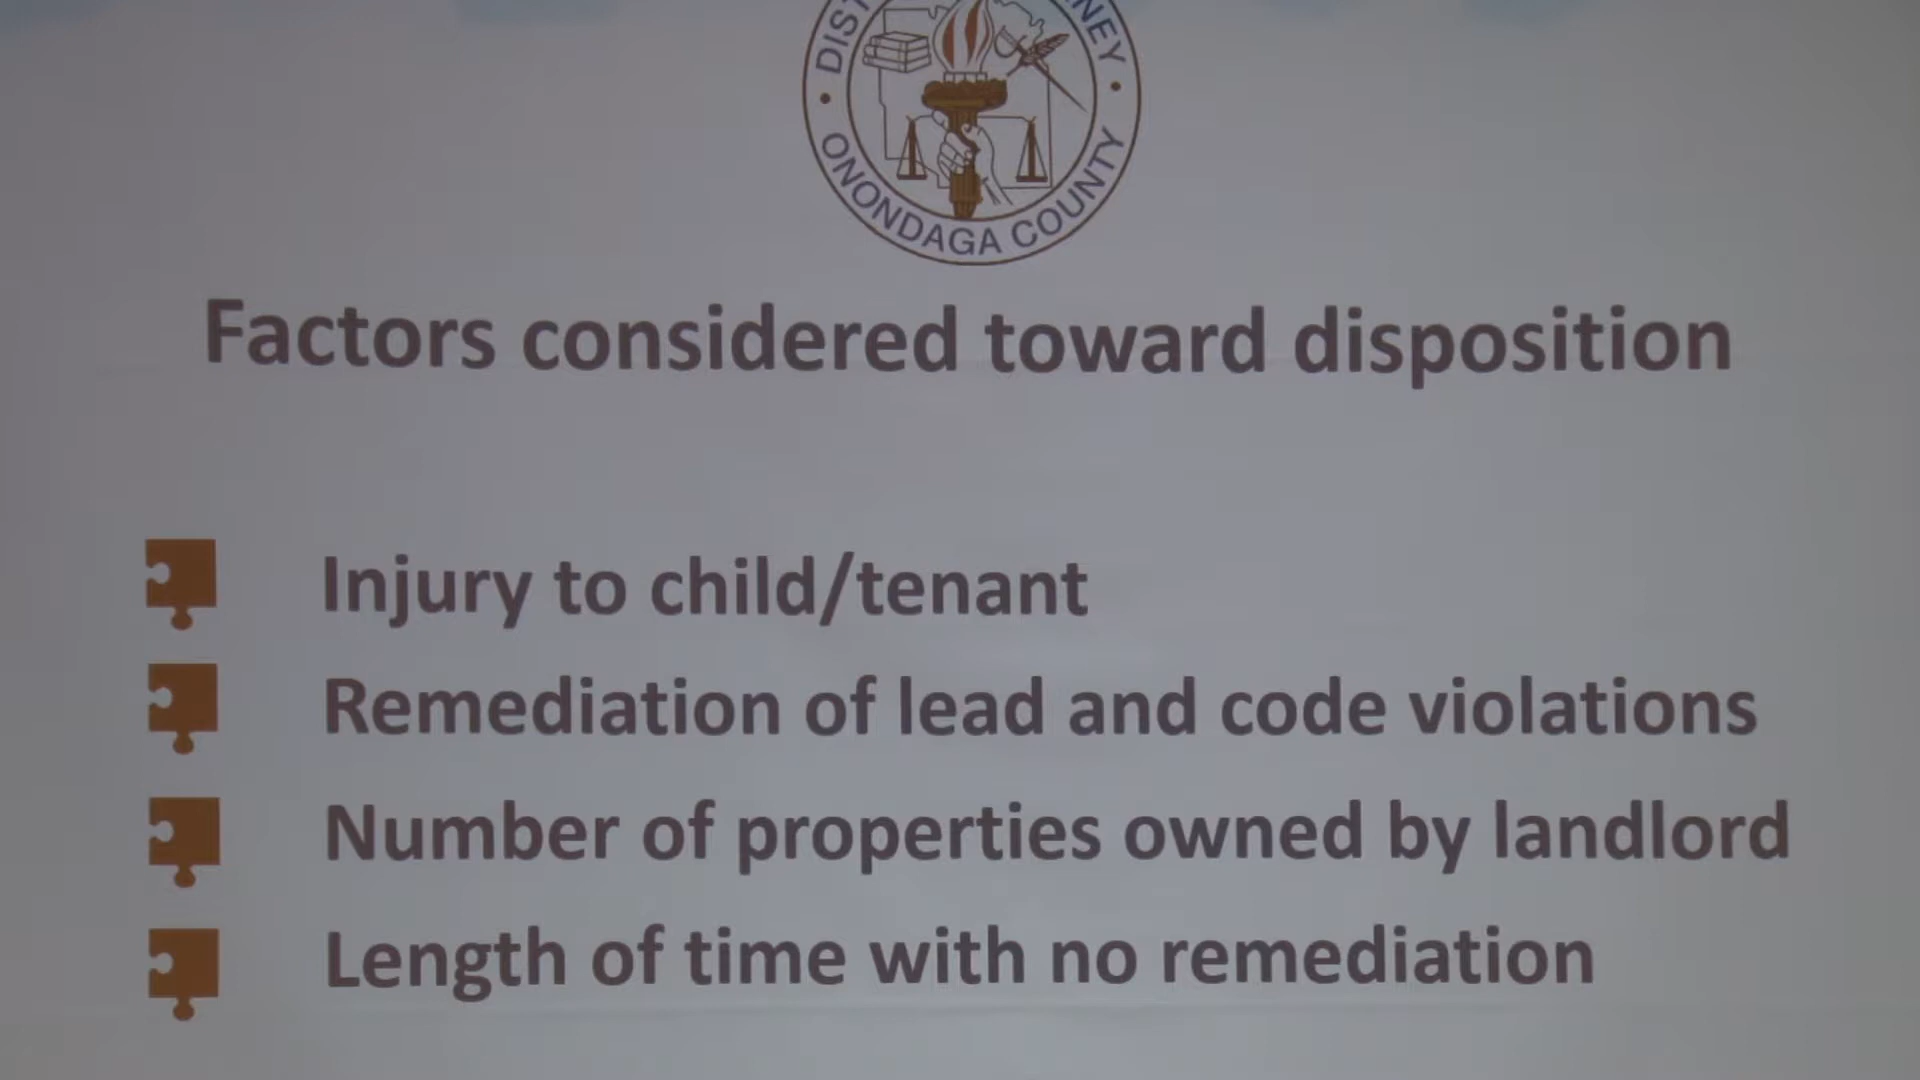 ONONDAGA COUNTY
Factors considered toward disposition
Injury to child/tenant
Remediation of lead and code violations
Number of properties owned by landlord
Length of time with no remediation